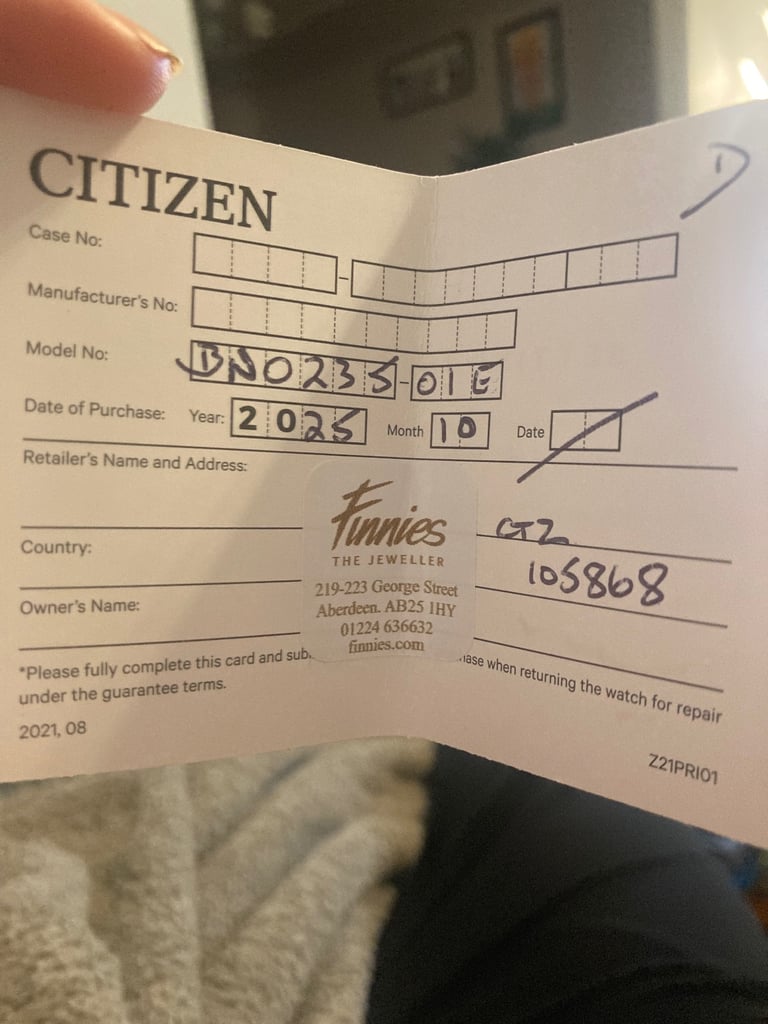 CITIZEN
Case No:
Manufacturer's No:
Model No: BN0235-01E
Date of Purchase: Year: 2025 Month 10 Date
Retailer's Name and Address:
Finnies
THE JEWELLER
219-223 George Street
Aberdeen. AB25 1HY
01224 636632
finnies.com
CTZ
105868
Country:
Owner's Name:
*Please fully complete this card and sub. ase when returning the watch for repair
under the guarantee terms.
2021, 08
Z21PRI01